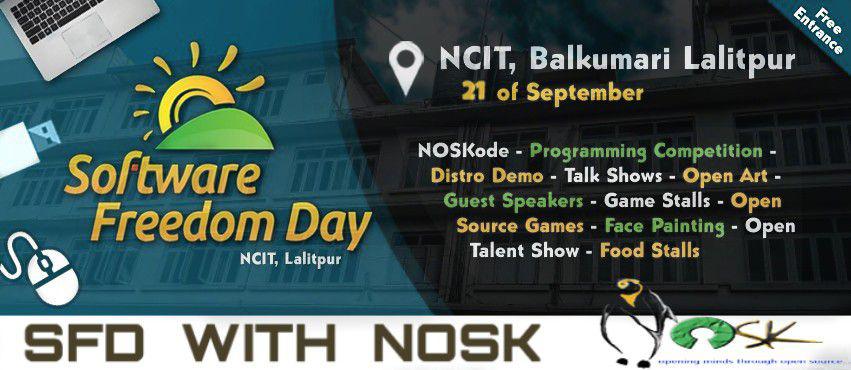 Free
Entrance
NCIT, Balkumari Lalitpur
21 of September
Software
Freedom Day
NCIT, Lalitpur
NOSKode - Programming Competition -
Distro Demo - Talk Shows - Open Art -
Guest Speakers - Game Stalls - Open
Source Games - Face Painting - Open
Talent Show - Food Stalls
SFD WITH NOSK
NOSK
opening minds through open source...